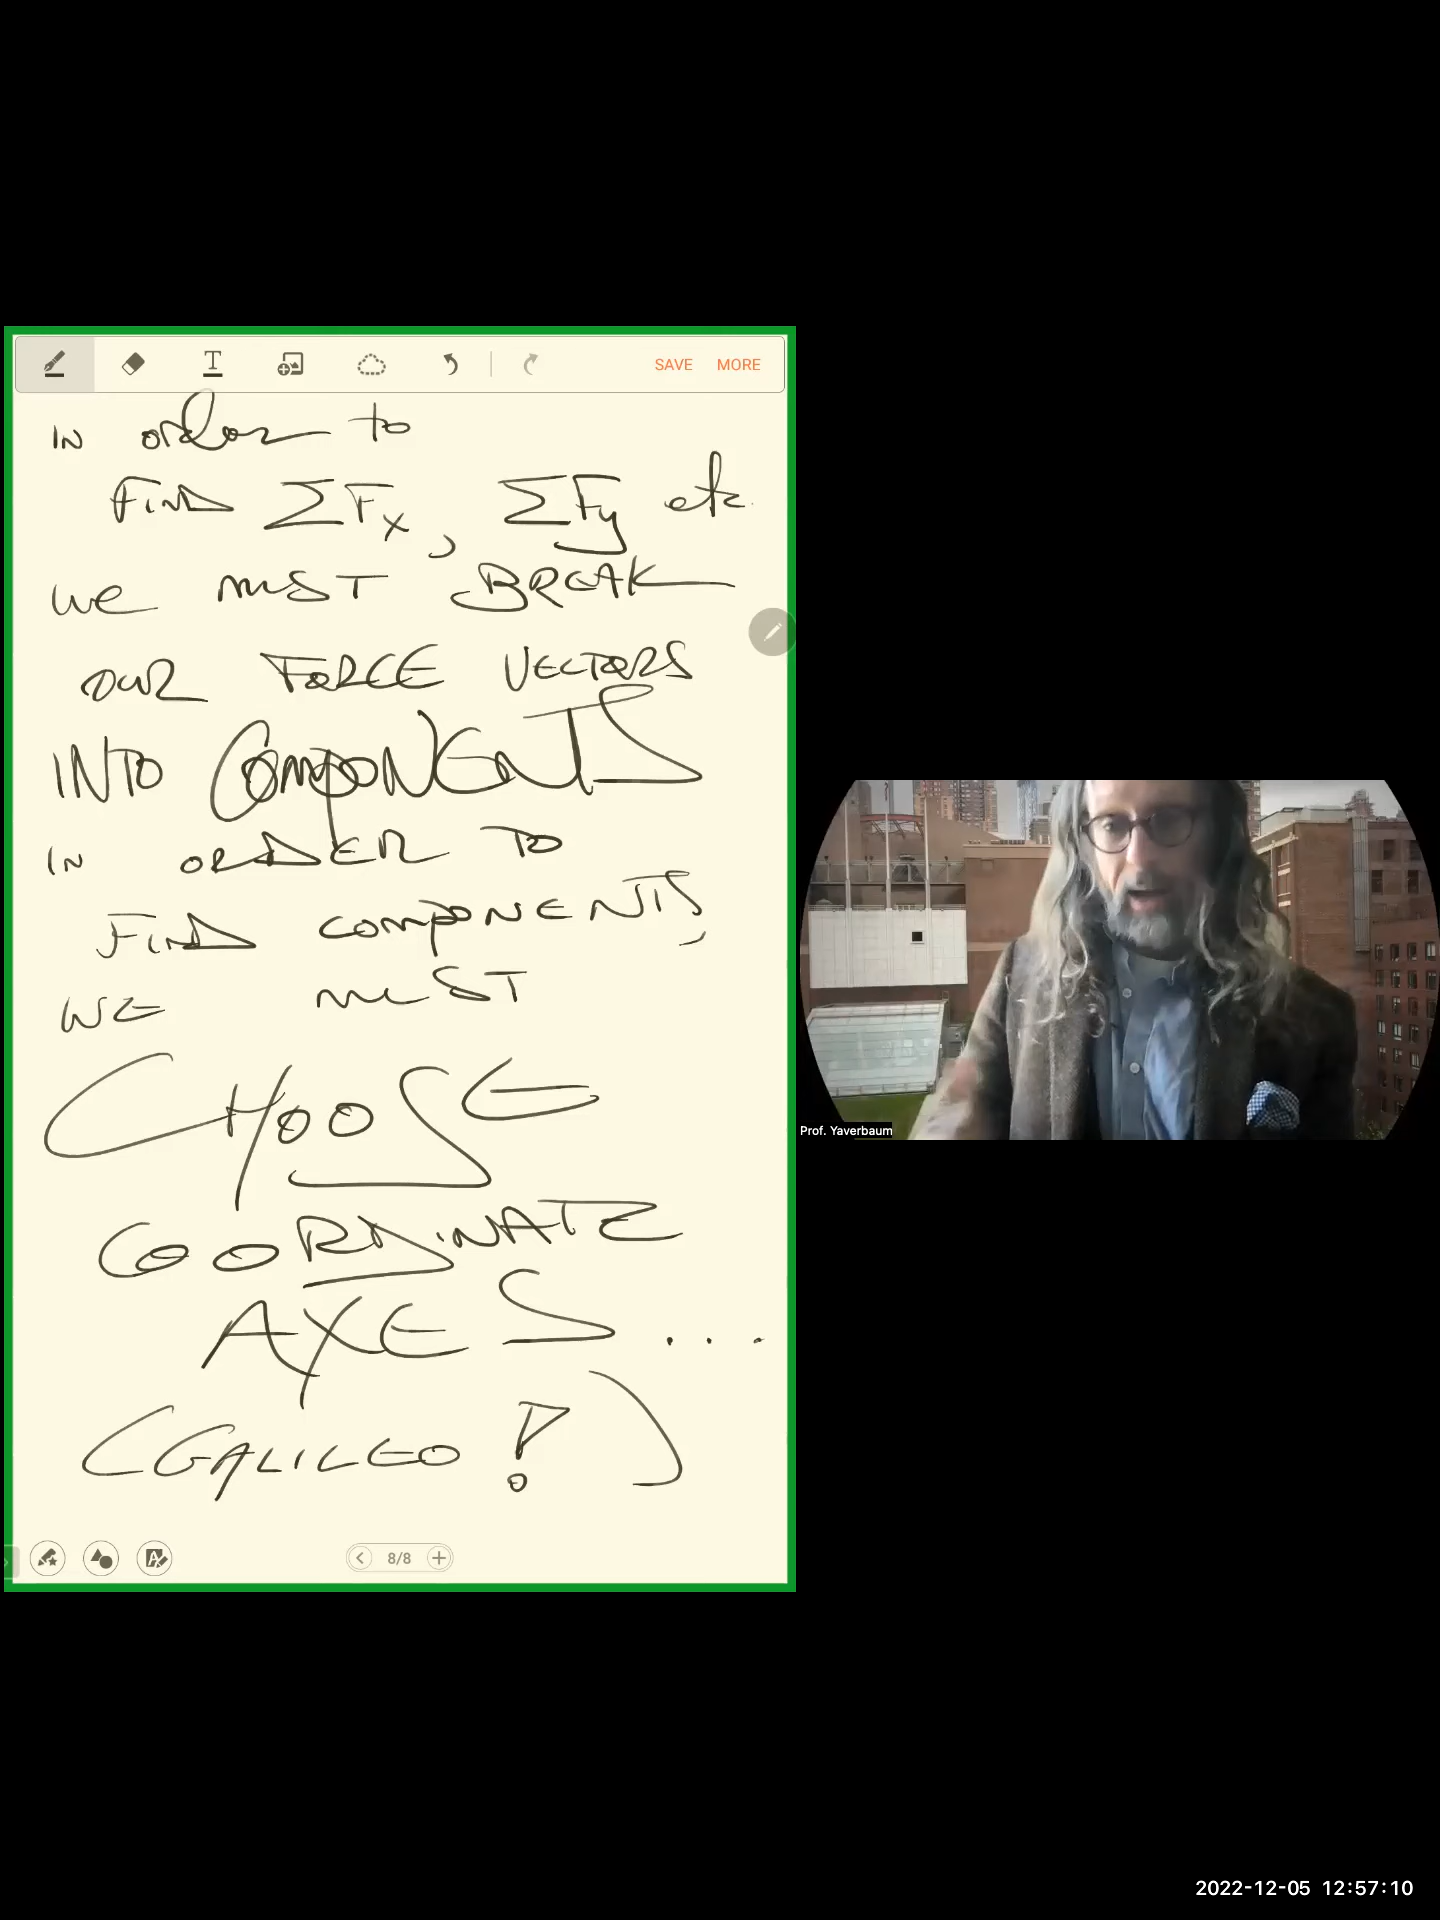 SAVE MORE
IN order to
FIND ΣFx, ΣFy etc.
WE MUST BREAK
OUR FORCE VECTORS
INTO COMPONENTS
IN ORDER TO
FIND COMPONENTS,
WE MUST
CHOOSE
COORDINATE
AXES...
(GALILEO!)
8/8
Prof. Yaverbaum
2022-12-05 12:57:10